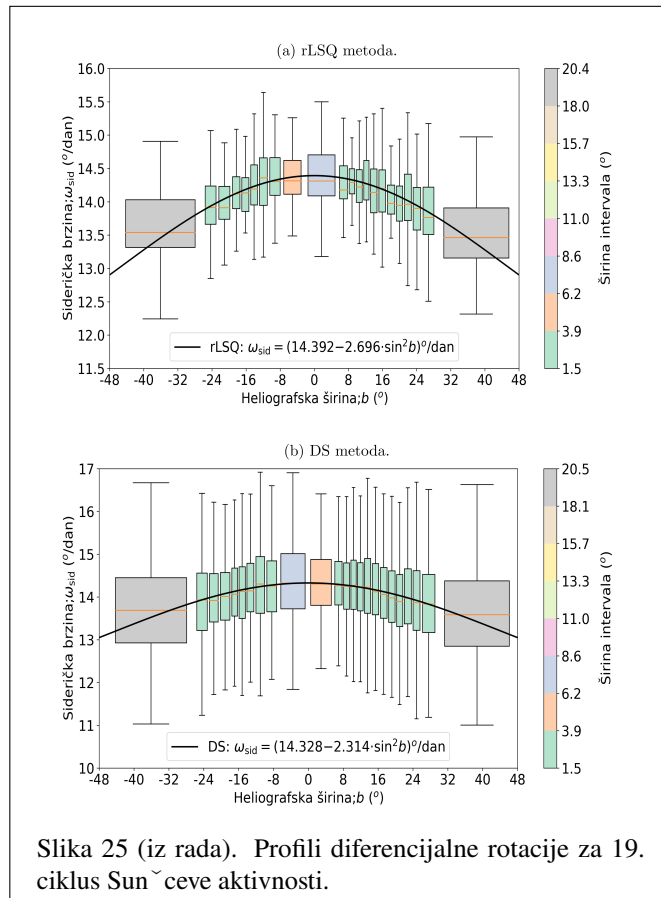 (a) rLSQ metoda.
16.0
15.5
15.0
14.5
14.0
13.5
13.0
12.5
12.0
11.5
Siderička brzina;ω_sid (°/dan)
rLSQ: ω_sid = (14.392−2.696·sin²b)°/dan
-48 -40 -32 -24 -16 -8 0 8 16 24 32 40 48
Heliografska širina;b (°)
20.4
18.0
15.7
13.3
11.0
8.6
6.2
3.9
1.5
Širina intervala (°)
(b) DS metoda.
17
16
15
14
13
12
11
10
Siderička brzina;ω_sid (°/dan)
DS: ω_sid = (14.328−2.314·sin²b)°/dan
-48 -40 -32 -24 -16 -8 0 8 16 24 32 40 48
Heliografska širina;b (°)
20.5
18.1
15.7
13.3
11.0
8.6
6.2
3.9
1.5
Širina intervala (°)
Slika 25 (iz rada). Profili diferencijalne rotacije za 19.
ciklus Sunˇceve aktivnosti.